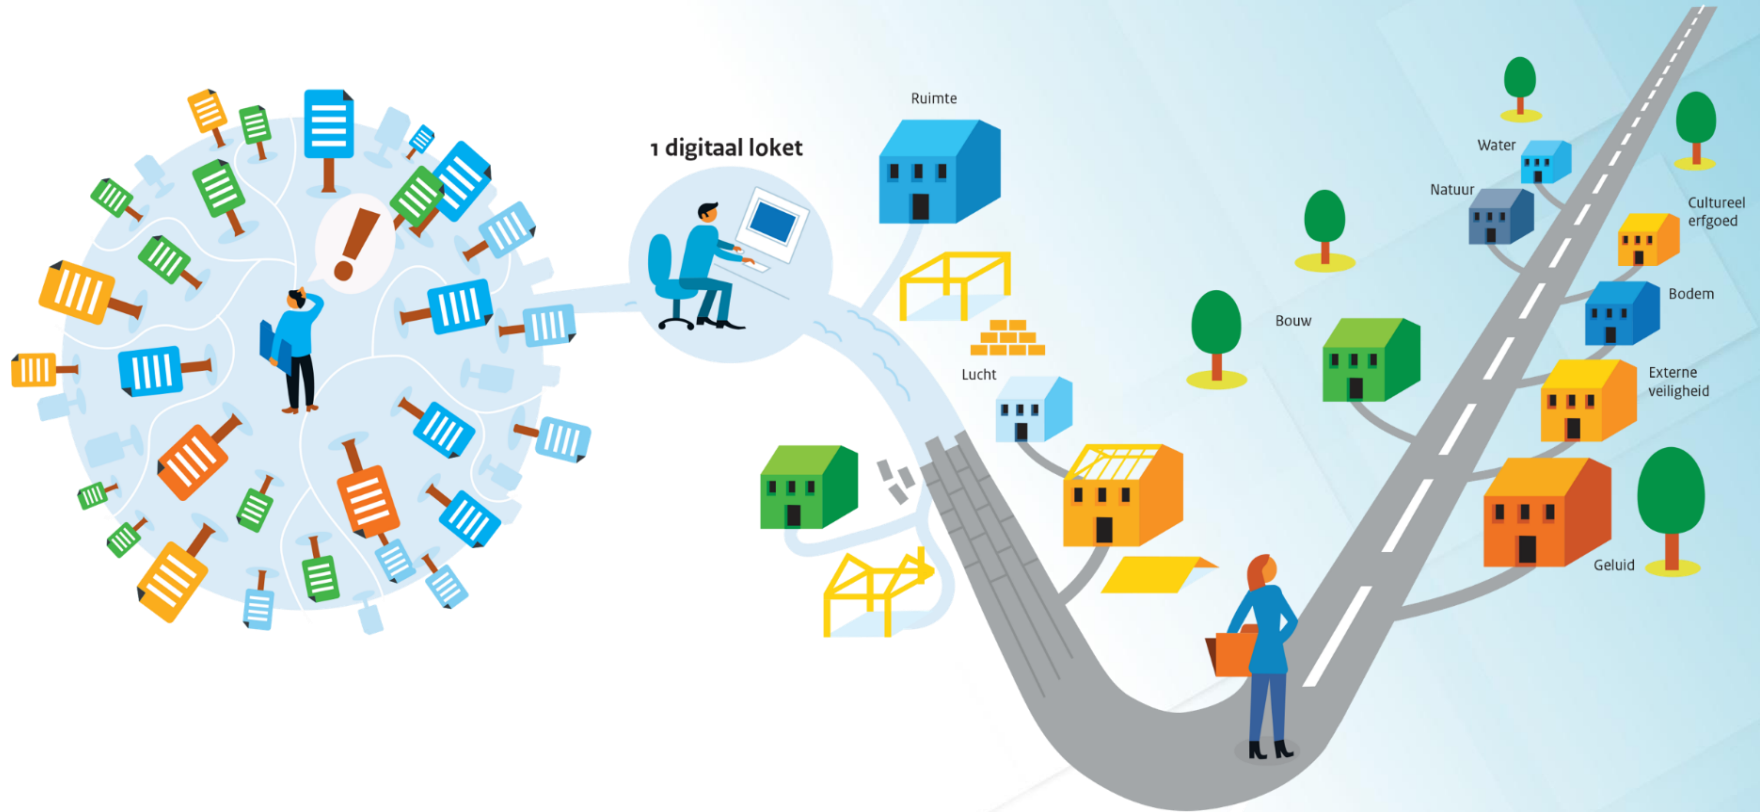 1 digitaal loket
Ruimte
Lucht
Bouw
Natuur
Water
Cultureel
erfgoed
Bodem
Externe
veiligheid
Geluid